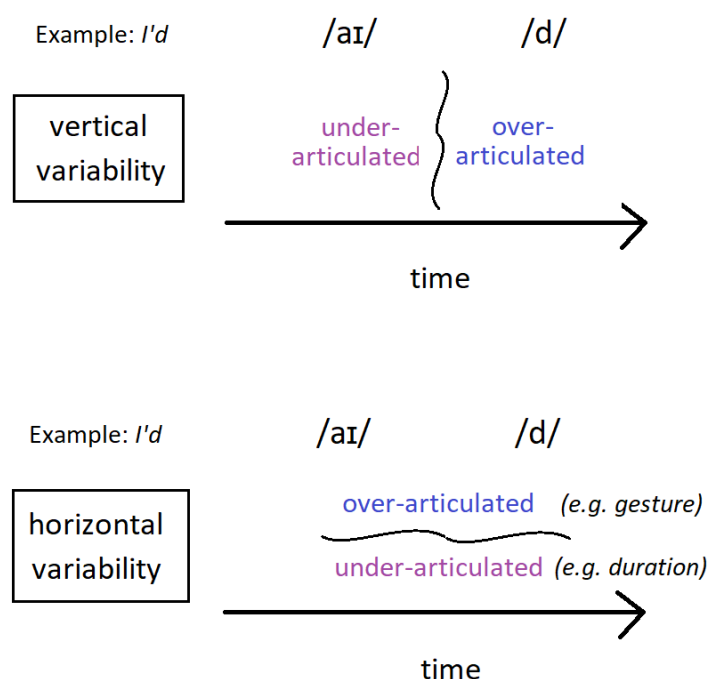 Example: I'd /aɪ/ /d/
vertical
variability
under-
articulated
over-
articulated
time
Example: I'd /aɪ/ /d/
horizontal
variability
over-articulated (e.g. gesture)
under-articulated (e.g. duration)
time